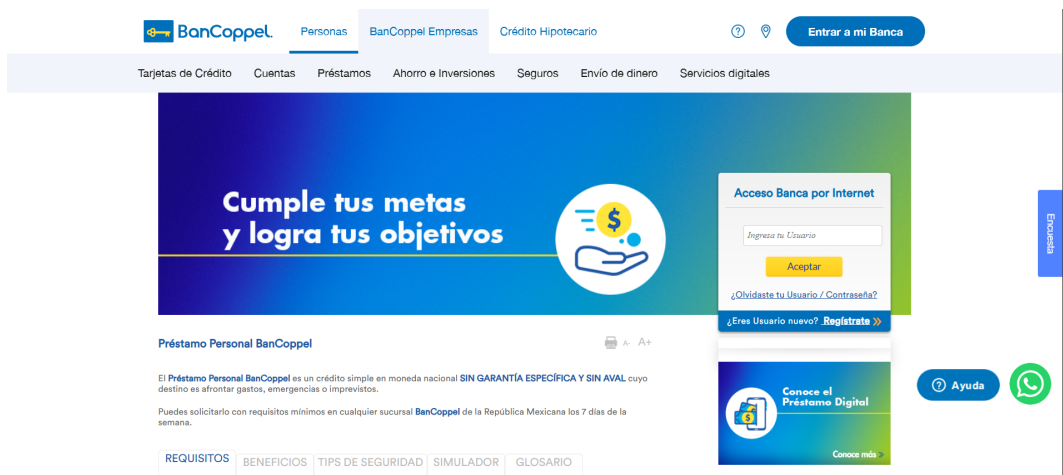 BanCoppel.
Personas
BanCoppel Empresas
Crédito Hipotecario
Entrar a mi Banca
Tarjetas de Crédito
Cuentas
Préstamos
Ahorro e Inversiones
Seguros
Envío de dinero
Servicios digitales
Cumple tus metas
y logra tus objetivos
Acceso Banca por Internet
Ingresa tu Usuario
Aceptar
¿Olvidaste tu Usuario / Contraseña?
¿Eres Usuario nuevo? Regístrate
Encuesta
Préstamo Personal BanCoppel
A-
A+
El Préstamo Personal BanCoppel es un crédito simple en moneda nacional SIN GARANTÍA ESPECÍFICA Y SIN AVAL cuyo
destino es afrontar gastos, emergencias o imprevistos.
Puedes solicitarlo con requisitos mínimos en cualquier sucursal BanCoppel de la República Mexicana los 7 días de la
semana.
Conoce el
Préstamo Digital
Conoce más
Ayuda
REQUISITOS
BENEFICIOS
TIPS DE SEGURIDAD
SIMULADOR
GLOSARIO